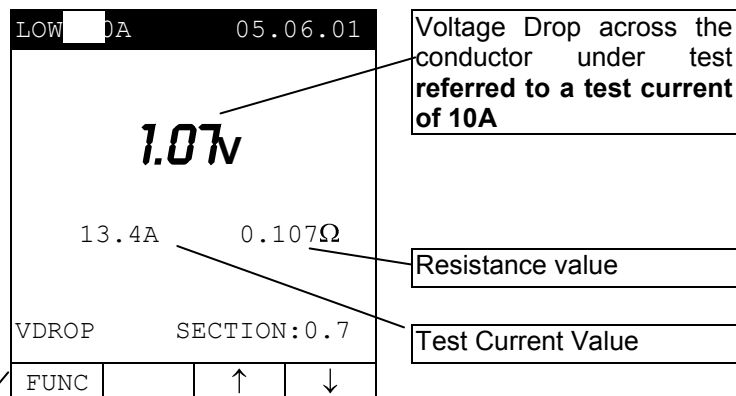 LOW 0A 05.06.01
1.07v
13.4A 0.107Ω
VDROP SECTION:0.7
FUNC ↑ ↓
Voltage Drop across the
conductor under test
referred to a test current
of 10A
Resistance value
Test Current Value